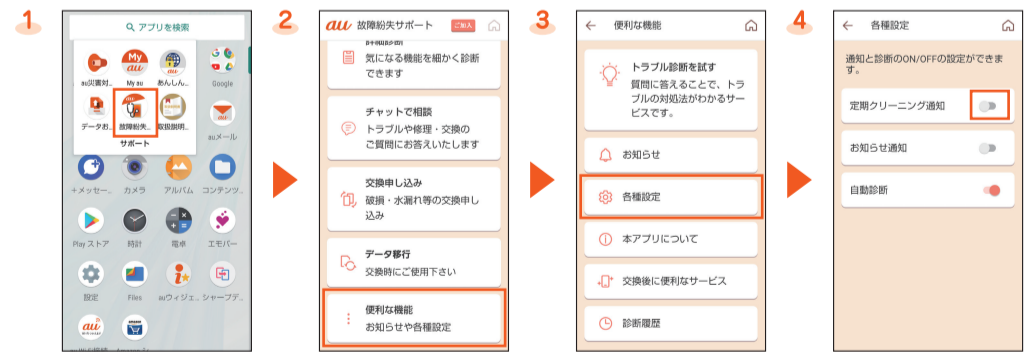 1
アプリを検索
My
au
au災害対...
My au
あんしん...
Google
データお...
故障紛失...
取扱説明...
サポート
auメール
+メッセー...
カメラ
アルバム
コンテンツ...
Play ストア
時計
電卓
エモパー
設定
Files
auウィジェ...
シャープデ...
au
2
au 故障紛失サポート ご加入
詳細診断
気になる機能を細かく診断
できます
チャットで相談
トラブルや修理・交換の
ご質問にお答えいたします
交換申し込み
破損・水漏れ等の交換申し
込み
データ移行
交換時にご使用下さい
便利な機能
お知らせや各種設定
3
便利な機能
トラブル診断を試す
質問に答えることで、トラ
ブルの対処法がわかるサー
ビスです。
お知らせ
各種設定
本アプリについて
交換後に便利なサービス
診断履歴
4
各種設定
通知と診断のON/OFFの設定ができま
す。
定期クリーニング通知
お知らせ通知
自動診断